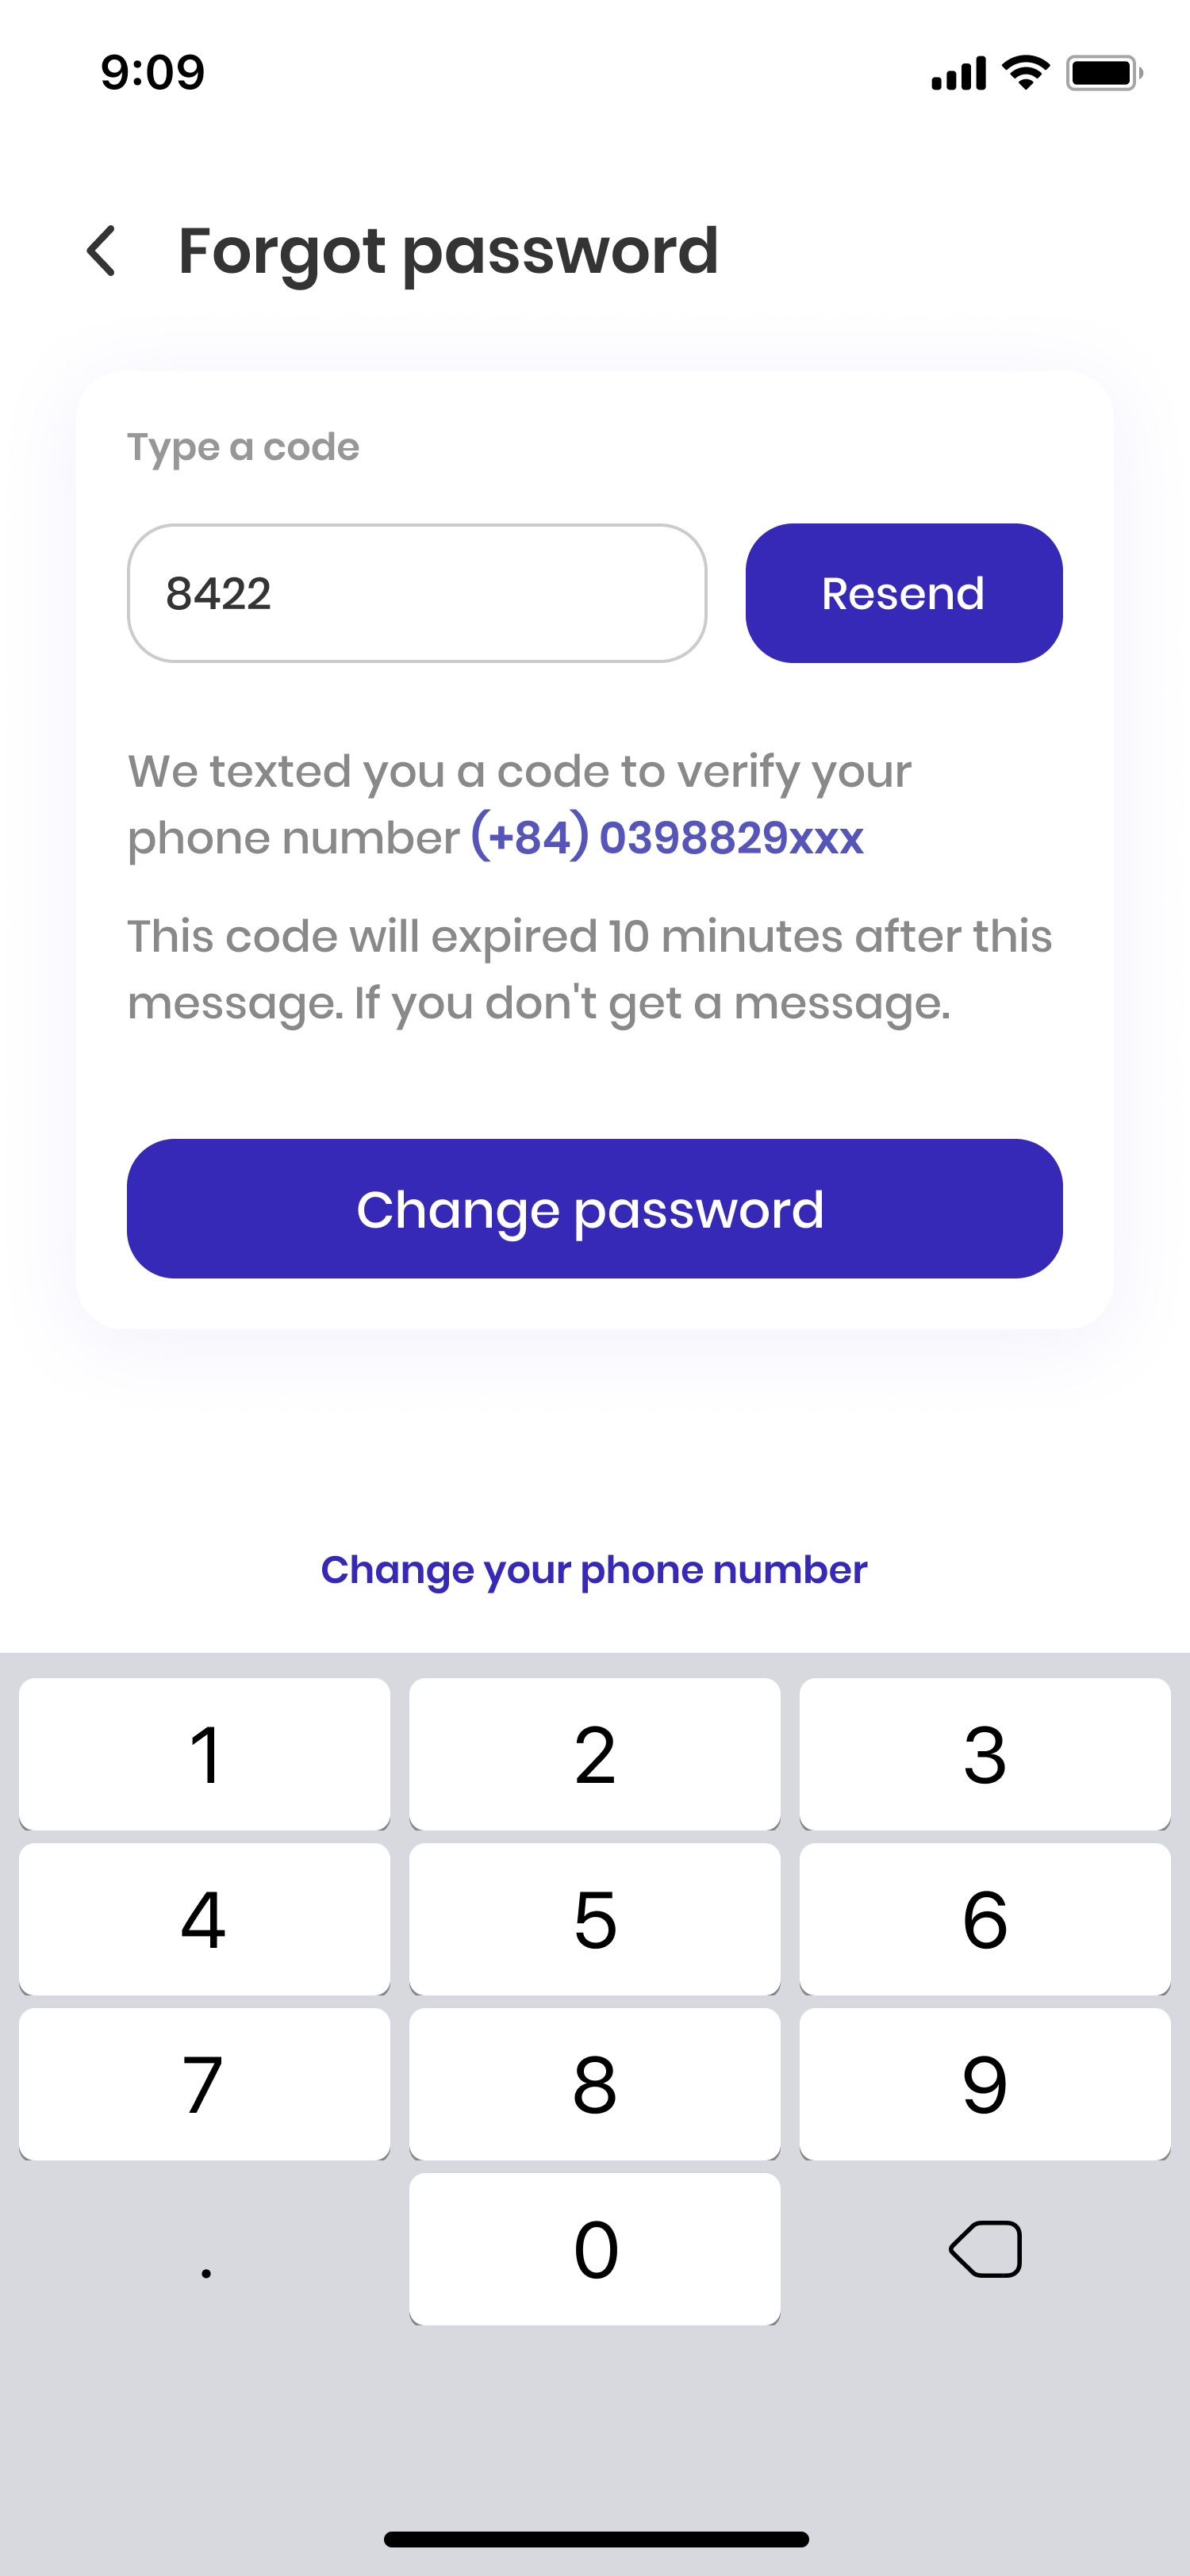 9:09
Forgot password
Type a code
8422
Resend
We texted you a code to verify your
phone number (+84) 0398829xxx
This code will expired 10 minutes after this
message. If you don't get a message.
Change password
Change your phone number
1 2 3
4 5 6
7 8 9
. 0